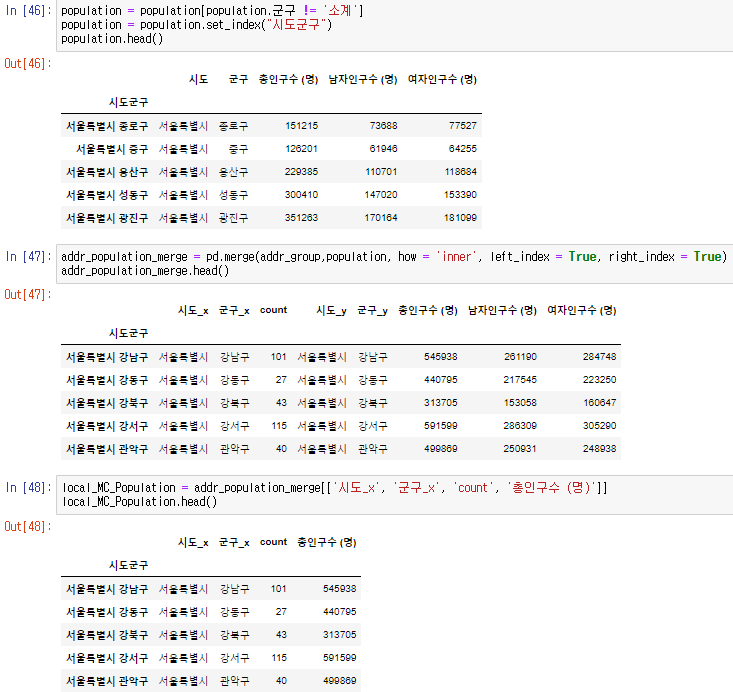 In [46]: population = population[population.군구 != '소계']
population = population.set_index("시도군구")
population.head()
Out[46]:
시도 군구 총인구수 (명) 남자인구수 (명) 여자인구수 (명)
시도군구
서울특별시 종로구 서울특별시 종로구 151215 73688 77527
서울특별시 중구 서울특별시 중구 126201 61946 64255
서울특별시 용산구 서울특별시 용산구 229385 110701 118684
서울특별시 성동구 서울특별시 성동구 300410 147020 153390
서울특별시 광진구 서울특별시 광진구 351263 170164 181099
In [47]: addr_population_merge = pd.merge(addr_group,population, how = 'inner', left_index = True, right_index = True)
addr_population_merge.head()
Out[47]:
시도_x 군구_x count 시도_y 군구_y 총인구수 (명) 남자인구수 (명) 여자인구수 (명)
시도군구
서울특별시 강남구 서울특별시 강남구 101 서울특별시 강남구 545938 261190 284748
서울특별시 강동구 서울특별시 강동구 27 서울특별시 강동구 440795 217545 223250
서울특별시 강북구 서울특별시 강북구 43 서울특별시 강북구 313705 153058 160647
서울특별시 강서구 서울특별시 강서구 115 서울특별시 강서구 591599 286309 305290
서울특별시 관악구 서울특별시 관악구 40 서울특별시 관악구 499869 250931 248938
In [48]: local_MC_Population = addr_population_merge[['시도_x', '군구_x', 'count', '총인구수 (명)']]
local_MC_Population.head()
Out[48]:
시도_x 군구_x count 총인구수 (명)
시도군구
서울특별시 강남구 서울특별시 강남구 101 545938
서울특별시 강동구 서울특별시 강동구 27 440795
서울특별시 강북구 서울특별시 강북구 43 313705
서울특별시 강서구 서울특별시 강서구 115 591599
서울특별시 관악구 서울특별시 관악구 40 499869